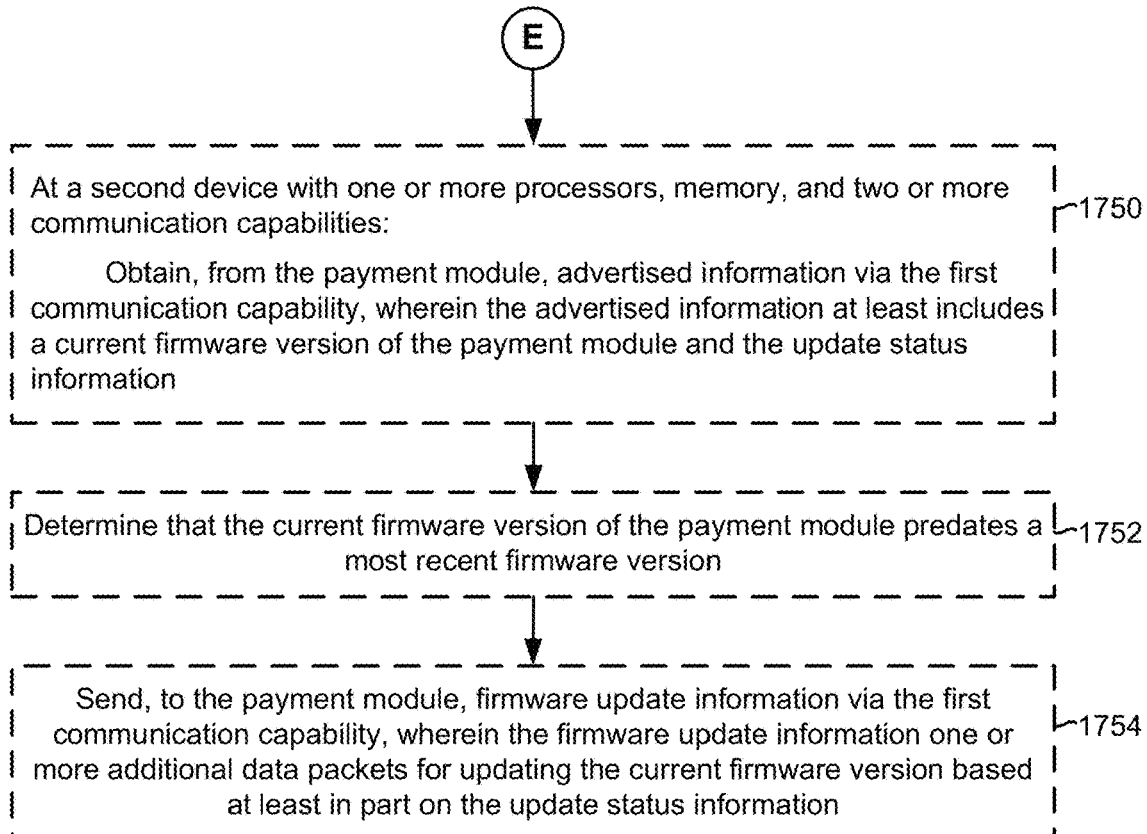 E
At a second device with one or more processors, memory, and two or more
communication capabilities:
Obtain, from the payment module, advertised information via the first
communication capability, wherein the advertised information at least includes
a current firmware version of the payment module and the update status
information
1750
Determine that the current firmware version of the payment module predates a
most recent firmware version
1752
Send, to the payment module, firmware update information via the first
communication capability, wherein the firmware update information one or
more additional data packets for updating the current firmware version based
at least in part on the update status information
1754